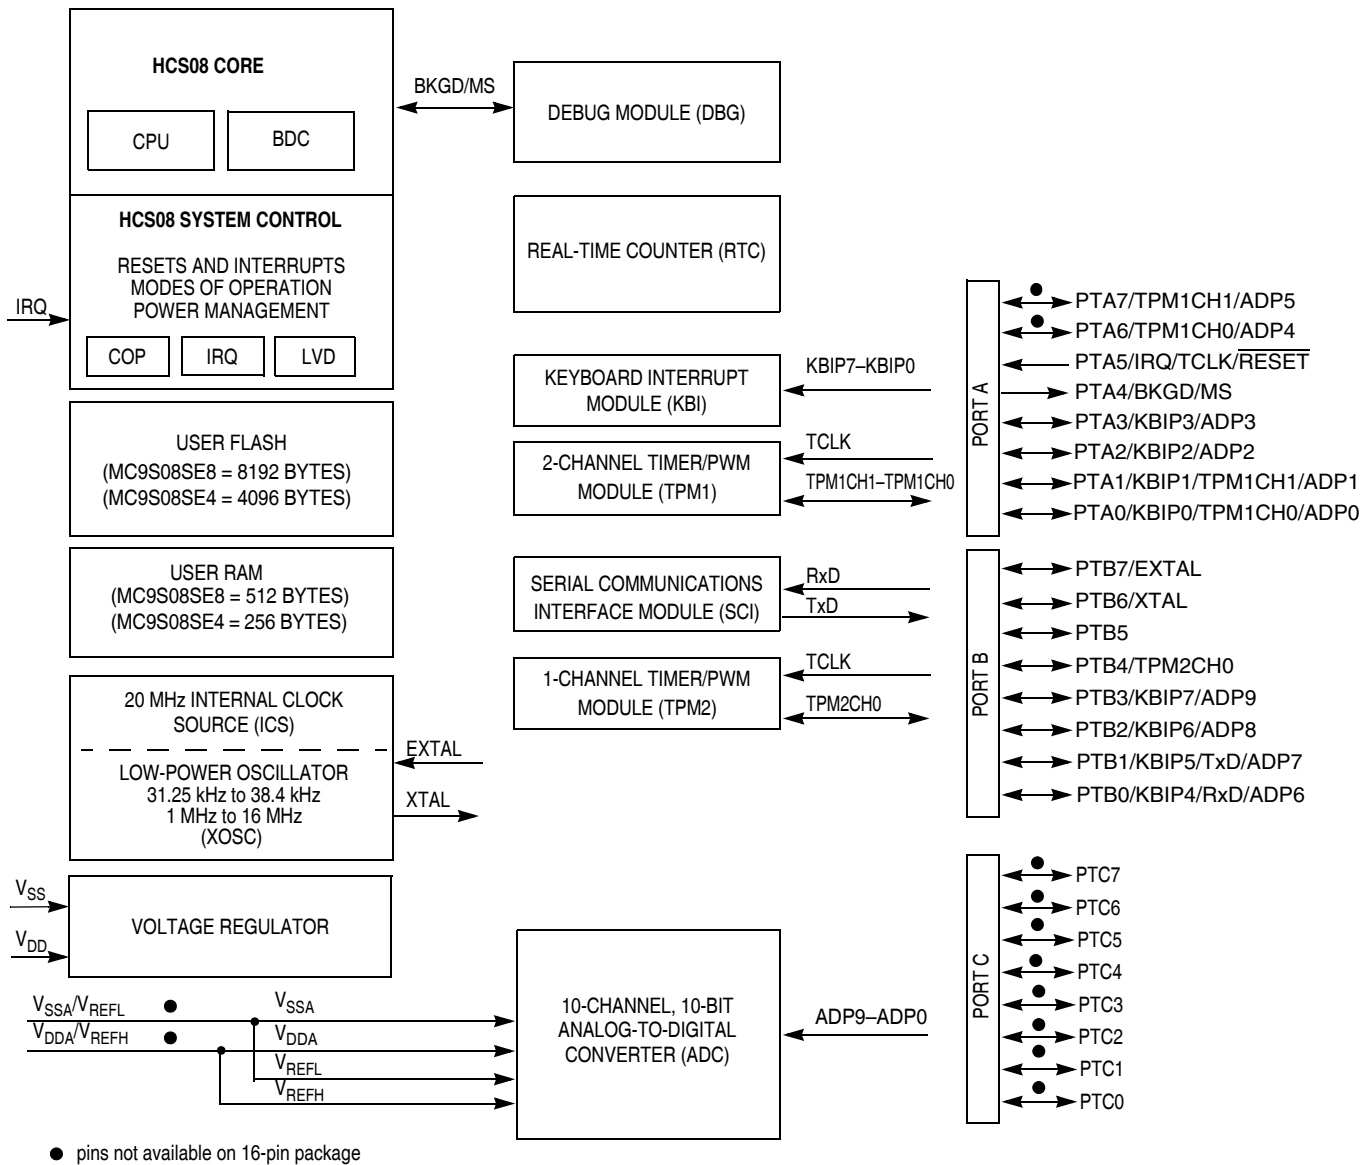 HCS08 CORE
CPU
BDC
HCS08 SYSTEM CONTROL
RESETS AND INTERRUPTS
MODES OF OPERATION
POWER MANAGEMENT
IRQ
COP
IRQ
LVD
USER FLASH
(MC9S08SE8 = 8192 BYTES)
(MC9S08SE4 = 4096 BYTES)
USER RAM
(MC9S08SE8 = 512 BYTES)
(MC9S08SE4 = 256 BYTES)
20 MHz INTERNAL CLOCK
SOURCE (ICS)
LOW-POWER OSCILLATOR
31.25 kHz to 38.4 kHz
1 MHz to 16 MHz
(XOSC)
EXTAL
XTAL
VSS
VDD
VOLTAGE REGULATOR
VSSA/VREFL
VDDA/VREFH
VSSA
VDDA
VREFL
VREFH
BKGD/MS
DEBUG MODULE (DBG)
REAL-TIME COUNTER (RTC)
KEYBOARD INTERRUPT
MODULE (KBI)
KBIP7–KBIP0
2-CHANNEL TIMER/PWM
MODULE (TPM1)
TCLK
TPM1CH1–TPM1CH0
SERIAL COMMUNICATIONS
INTERFACE MODULE (SCI)
RxD
TxD
1-CHANNEL TIMER/PWM
MODULE (TPM2)
TCLK
TPM2CH0
10-CHANNEL, 10-BIT
ANALOG-TO-DIGITAL
CONVERTER (ADC)
ADP9–ADP0
PORT A
PTA7/TPM1CH1/ADP5
PTA6/TPM1CH0/ADP4
PTA5/IRQ/TCLK/RESET
PTA4/BKGD/MS
PTA3/KBIP3/ADP3
PTA2/KBIP2/ADP2
PTA1/KBIP1/TPM1CH1/ADP1
PTA0/KBIP0/TPM1CH0/ADP0
PORT B
PTB7/EXTAL
PTB6/XTAL
PTB5
PTB4/TPM2CH0
PTB3/KBIP7/ADP9
PTB2/KBIP6/ADP8
PTB1/KBIP5/TxD/ADP7
PTB0/KBIP4/RxD/ADP6
PORT C
PTC7
PTC6
PTC5
PTC4
PTC3
PTC2
PTC1
PTC0
pins not available on 16-pin package